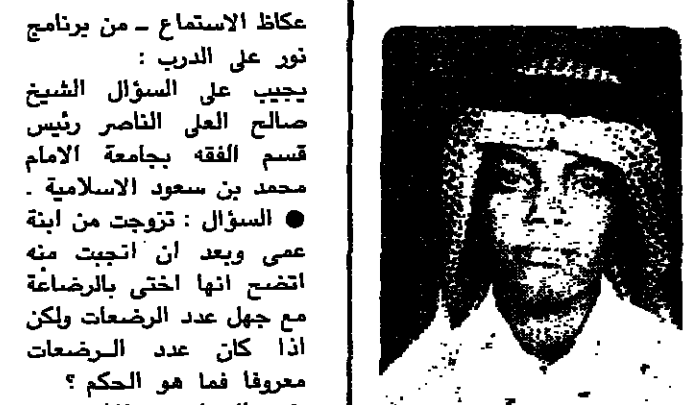 عكاظ الاستماع ـ من برنامج
نور على الدرب :
يجيب على السؤال الشيخ
صالح العلى الناصر رئيس
قسم الفقه بجامعة الامام
محمد بن سعود الاسلامية .
● السؤال : تزوجت من ابنة
عمى وبعد ان انجبت منه
اتضح انها اختى بالرضاعة
مع جهل عدد الرضعات ولكن
اذا كان عدد الرضعات
معروفا فما هو الحكم ؟